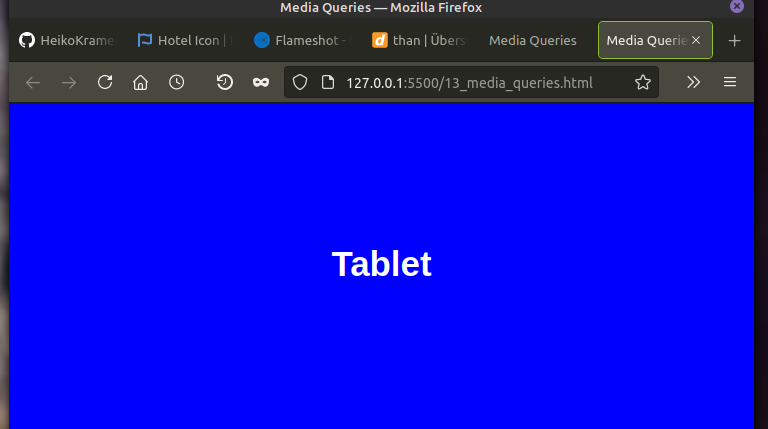 Media Queries — Mozilla Firefox
HeikoKrame
Hotel Icon |
Flameshot -
than | Übers
Media Queries
Media Querie
127.0.0.1:5500/13_media_queries.html
Tablet